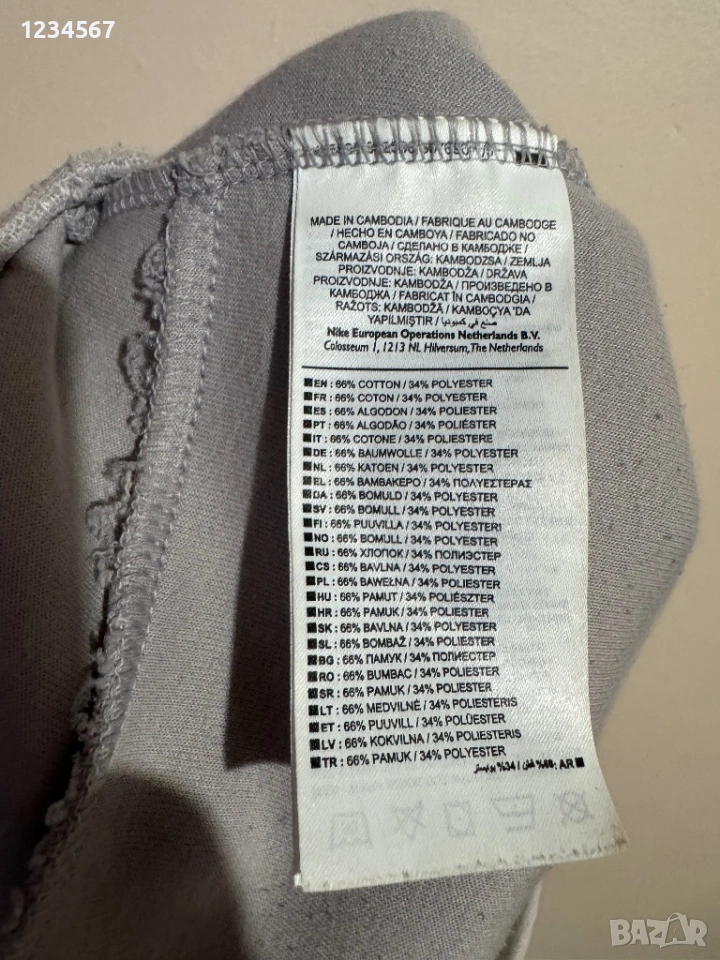 1234567
MADE IN CAMBODIA / FABRIQUE AU CAMBODGE
/ HECHO EN CAMBOYA / FABRICADO NO
CAMBOJA / СДЕЛАНО В КАМБОДЖЕ /
SZÁRMAZÁSI ORSZÁG: KAMBODZSA / ZEMLJA
PROIZVODNJE: KAMBODŽA / DRŽAVA
PROIZVODNJE: KAMBODŽA / ПРОИЗВЕДЕНО В
КАМБОДЖА / FABRICAT ÎN CAMBODGIA /
RAŽOTS: KAMBODŽĀ / KAMBOÇYA 'DA
YAPILMIŞTIR / صنع في كمبوديا
Nike European Operations Netherlands B.V.
Colosseum 1, 1213 NL Hilversum, The Netherlands
EN : 66% COTTON / 34% POLYESTER
FR : 66% COTON / 34% POLYESTER
ES : 66% ALGODON / 34% POLIESTER
PT : 66% ALGODÃO / 34% POLIÉSTER
IT : 66% COTONE / 34% POLIESTERE
DE : 66% BAUMWOLLE / 34% POLYESTER
NL : 66% KATOEN / 34% POLYESTER
EL : 66% ΒΑΜΒΑΚΕΡΟ / 34% ΠΟΛΥΕΣΤΕΡΑΣ
DA : 66% BOMULD / 34% POLYESTER
SV : 66% BOMULL / 34% POLYESTER
FI : 66% PUUVILLA / 34% POLYESTERI
NO : 66% BOMULL / 34% POLYESTER
RU : 66% ХЛОПОК / 34% ПОЛИЭСТЕР
CS : 66% BAVLNA / 34% POLYESTER
PL : 66% BAWEŁNA / 34% POLIESTER
HU : 66% PAMUT / 34% POLIÉSZTER
HR : 66% PAMUK / 34% POLIESTER
SK : 66% BAVLNA / 34% POLYESTER
SL : 66% BOMBAŽ / 34% POLIESTER
BG : 66% ПАМУК / 34% ПОЛИЕСТЕР
RO : 66% BUMBAC / 34% POLIESTER
SR : 66% PAMUK / 34% POLIESTER
LT : 66% MEDVILNĖ / 34% POLIESTERIS
ET : 66% PUUVILL / 34% POLÜESTER
LV : 66% KOKVILNA / 34% POLIESTERIS
TR : 66% PAMUK / 34% POLYESTER
AR : 66% قطن / 34% بوليستر
BAZAR